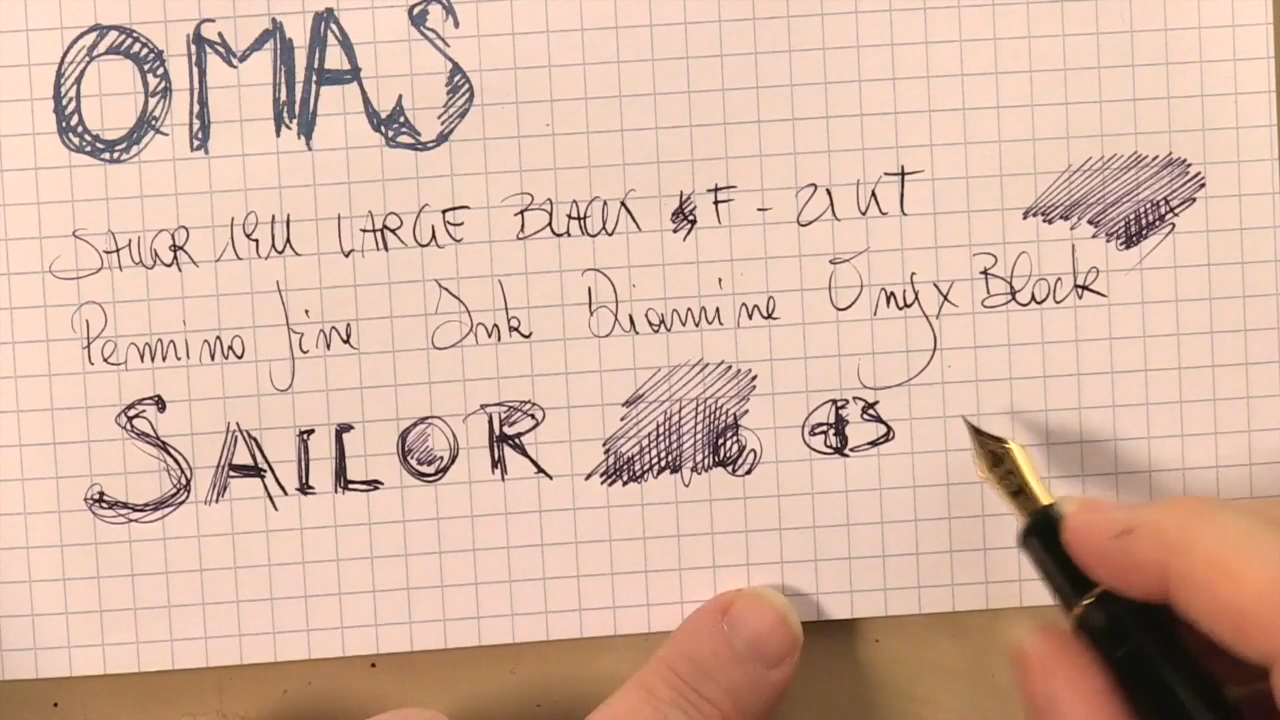 OMAS
SAILOR 1911 LARGE BLACK F - 21 KT
Pennino fine Ink Diamine Onyx Black
SAILOR